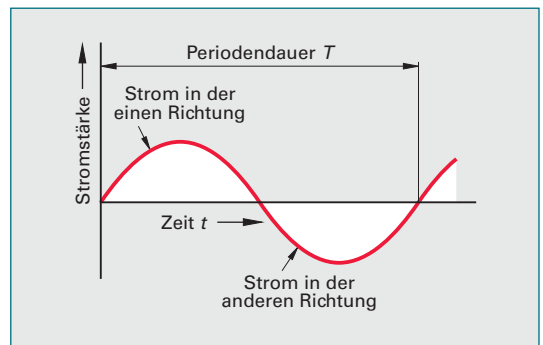 Periodendauer T
Strom in der
einen Richtung
Stromstärke
Zeit t
Strom in der
anderen Richtung